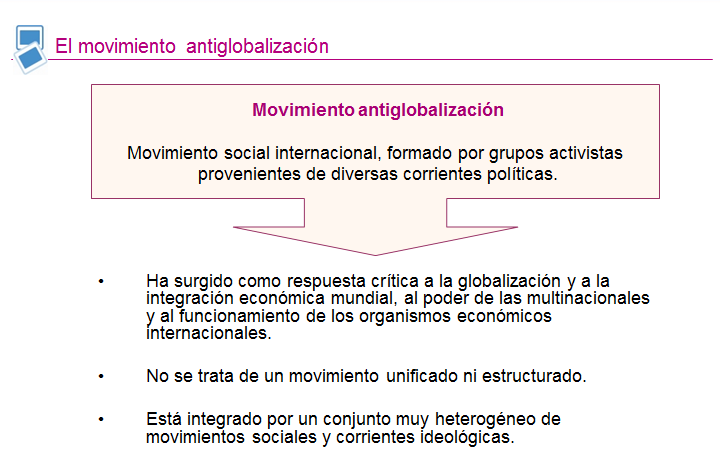 El movimiento antiglobalización
Movimiento antiglobalización
Movimiento social internacional, formado por grupos activistas
provenientes de diversas corrientes políticas.
• Ha surgido como respuesta crítica a la globalización y a la
integración económica mundial, al poder de las multinacionales
y al funcionamiento de los organismos económicos
internacionales.
• No se trata de un movimiento unificado ni estructurado.
• Está integrado por un conjunto muy heterogéneo de
movimientos sociales y corrientes ideológicas.